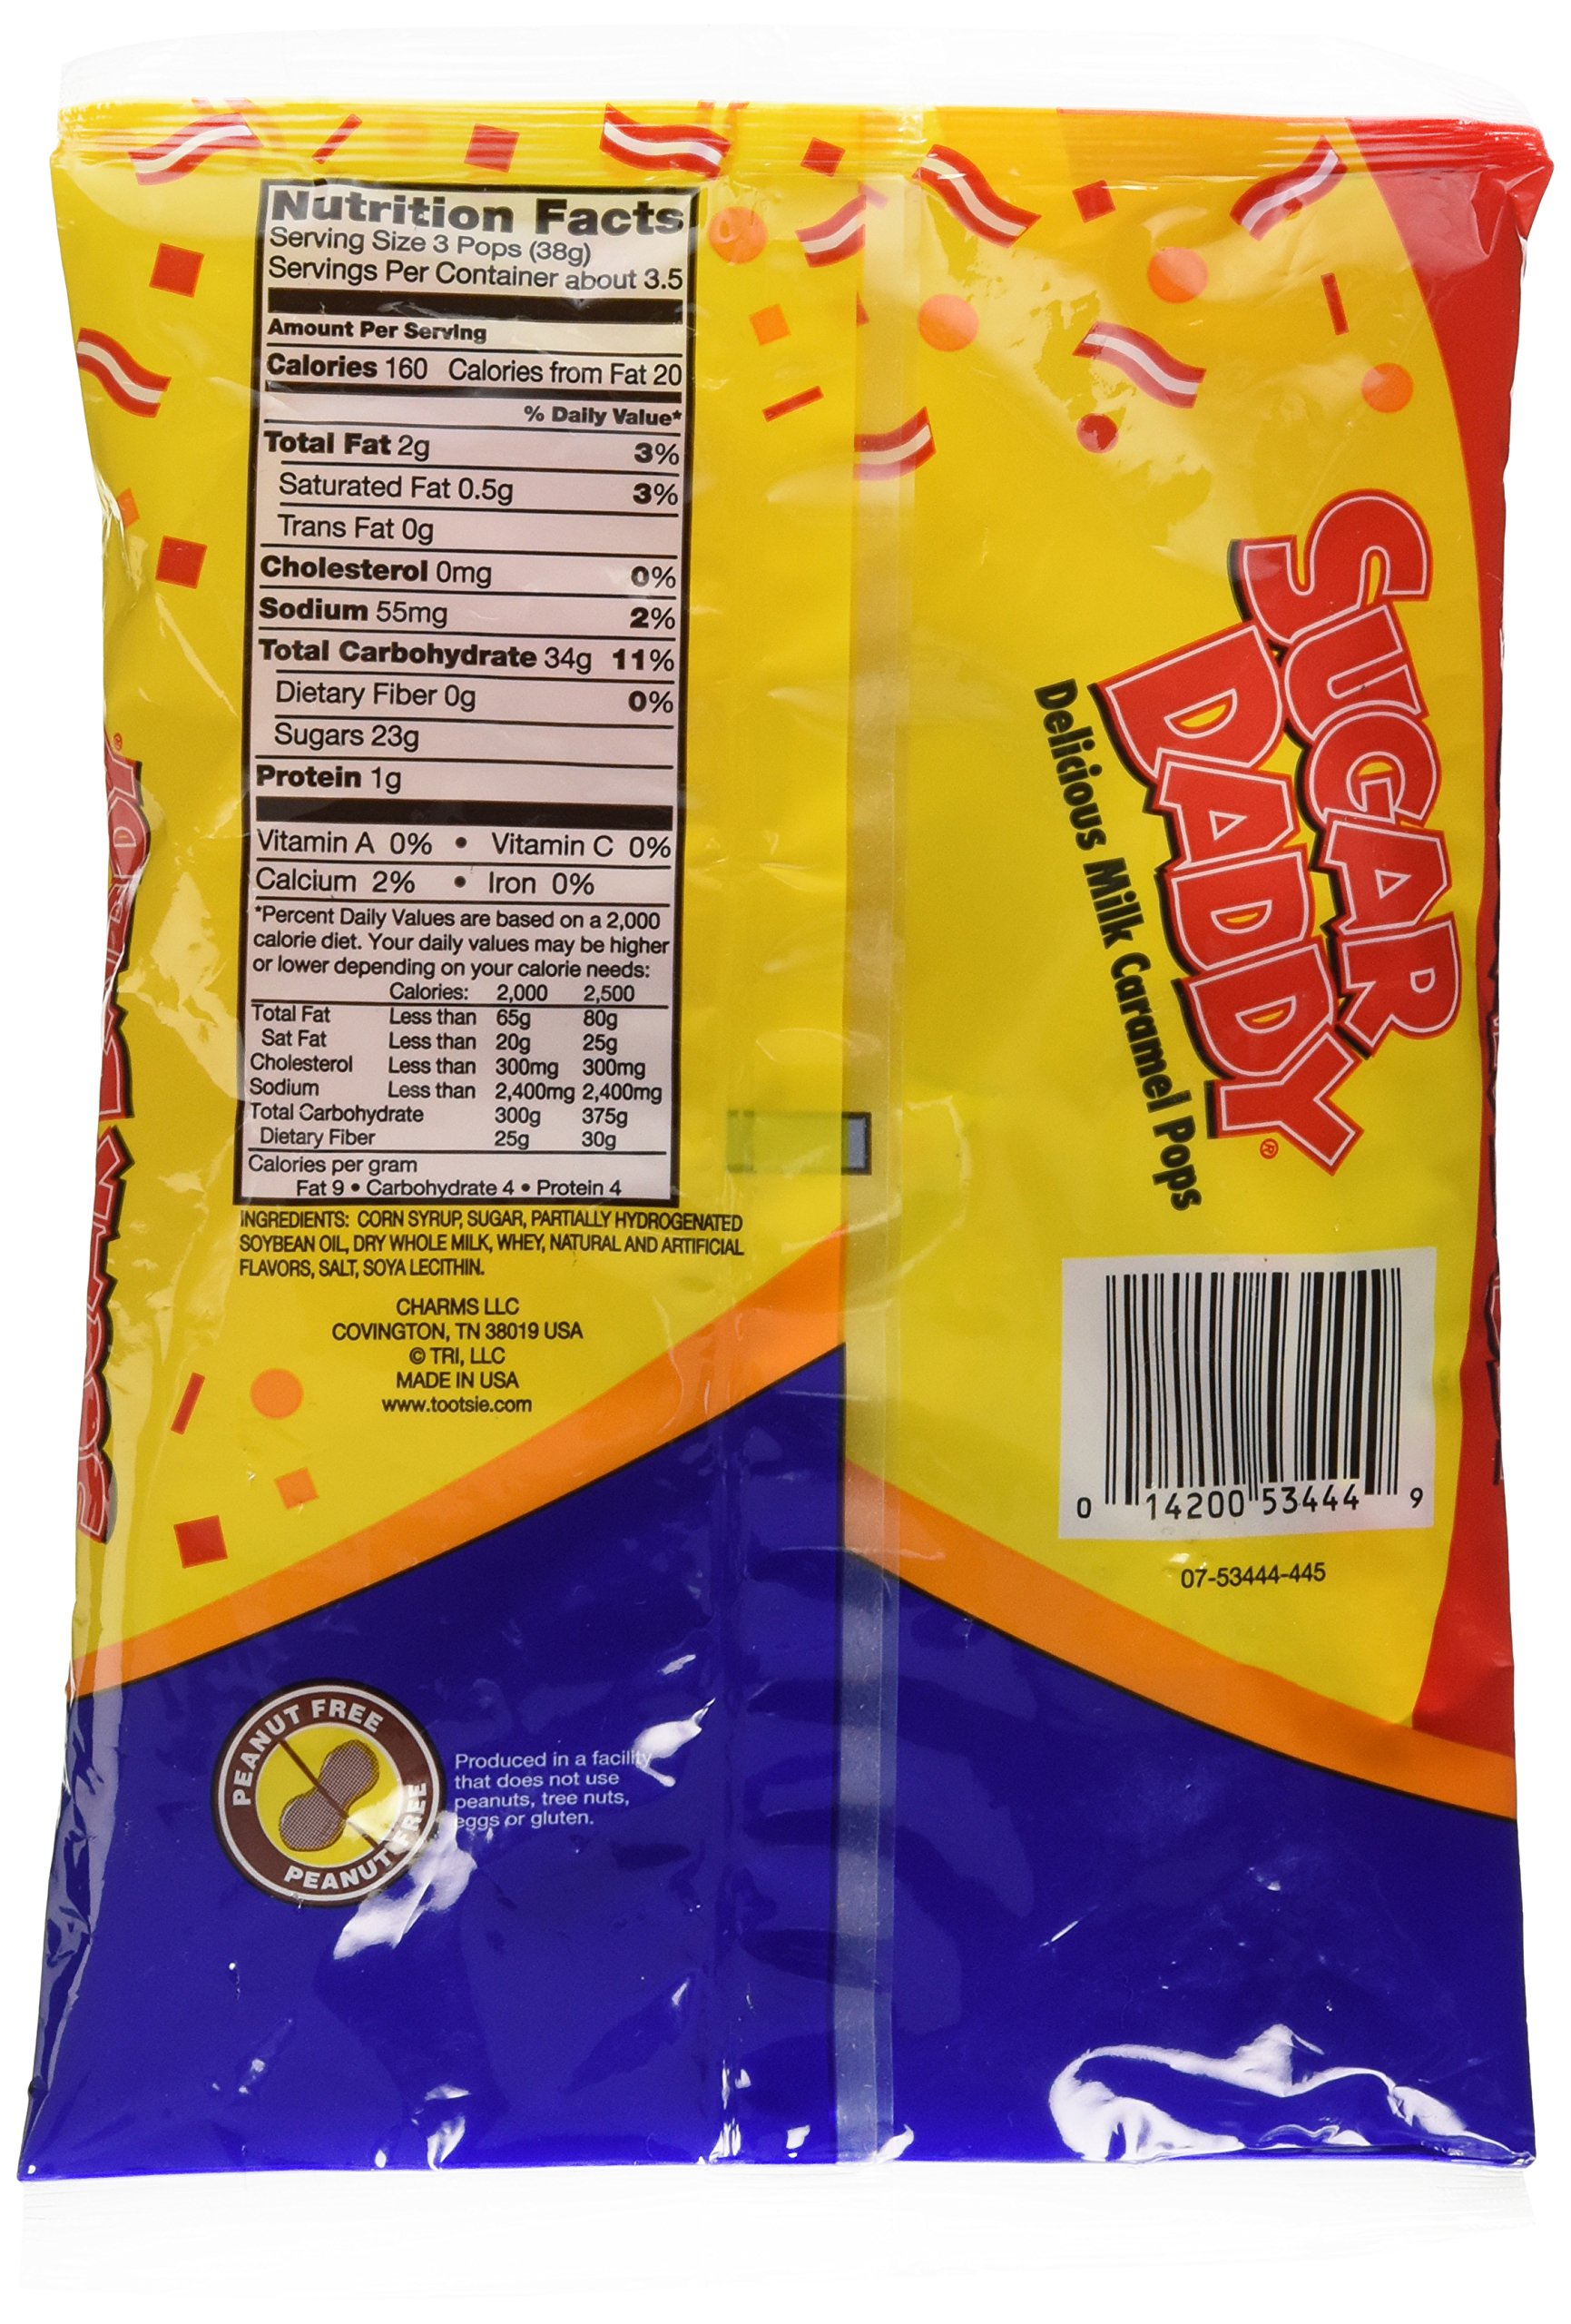 Nutrition Facts
Serving Size 3 Pops (38g)
Servings Per Container about 3.5
Amount Per Serving
Calories 160 Calories from Fat 20
% Daily Value*
Total Fat 2g 3%
Saturated Fat 0.5g 3%
Trans Fat 0g
Cholesterol 0mg 0%
Sodium 55mg 2%
Total Carbohydrate 34g 11%
Dietary Fiber 0g 0%
Sugars 23g
Protein 1g
Vitamin A 0% • Vitamin C 0%
Calcium 2% • Iron 0%
*Percent Daily Values are based on a 2,000
calorie diet. Your daily values may be higher
or lower depending on your calorie needs:
Calories: 2,000 2,500
Total Fat Less than 65g 80g
Sat Fat Less than 20g 25g
Cholesterol Less than 300mg 300mg
Sodium Less than 2,400mg 2,400mg
Total Carbohydrate 300g 375g
Dietary Fiber 25g 30g
Calories per gram
Fat 9 • Carbohydrate 4 • Protein 4
INGREDIENTS: CORN SYRUP, SUGAR, PARTIALLY HYDROGENATED
SOYBEAN OIL, DRY WHOLE MILK, WHEY, NATURAL AND ARTIFICIAL
FLAVORS, SALT, SOYA LECITHIN.
CHARMS LLC
COVINGTON, TN 38019 USA
© TRI, LLC
MADE IN USA
www.tootsie.com
PEANUT FREE
PEANUT FREE
Produced in a facility
that does not use
peanuts, tree nuts,
eggs or gluten.
SUGAR
DADDY®
Delicious Milk Caramel Pops
0 14200 53444 9
07-53444-445